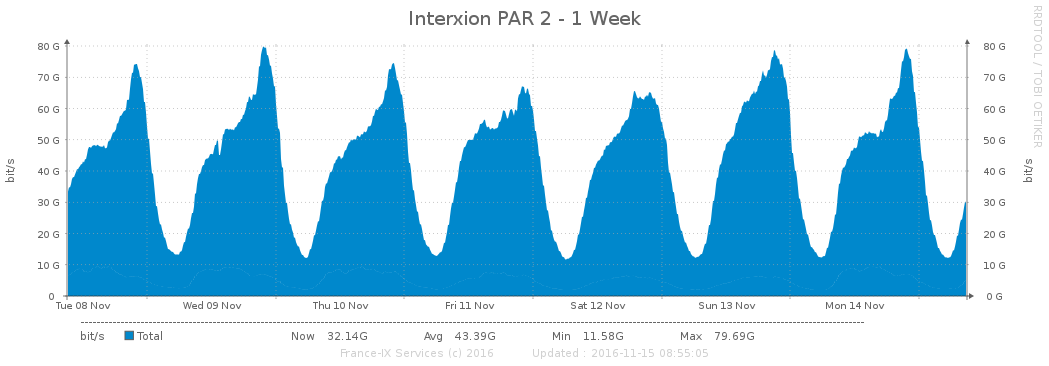 Interxion PAR 2 - 1 Week
RRDTOOL / TOBI OETIKER
bit/s
80 G 80 G
70 G 70 G
60 G 60 G
50 G 50 G
40 G 40 G
30 G 30 G
20 G 20 G
10 G 10 G
0 0 G
bit/s
Tue 08 Nov Wed 09 Nov Thu 10 Nov Fri 11 Nov Sat 12 Nov Sun 13 Nov Mon 14 Nov
bit/s Total Now 32.14G Avg 43.39G Min 11.58G Max 79.69G
France-IX Services (c) 2016 Updated : 2016-11-15 08:55:05